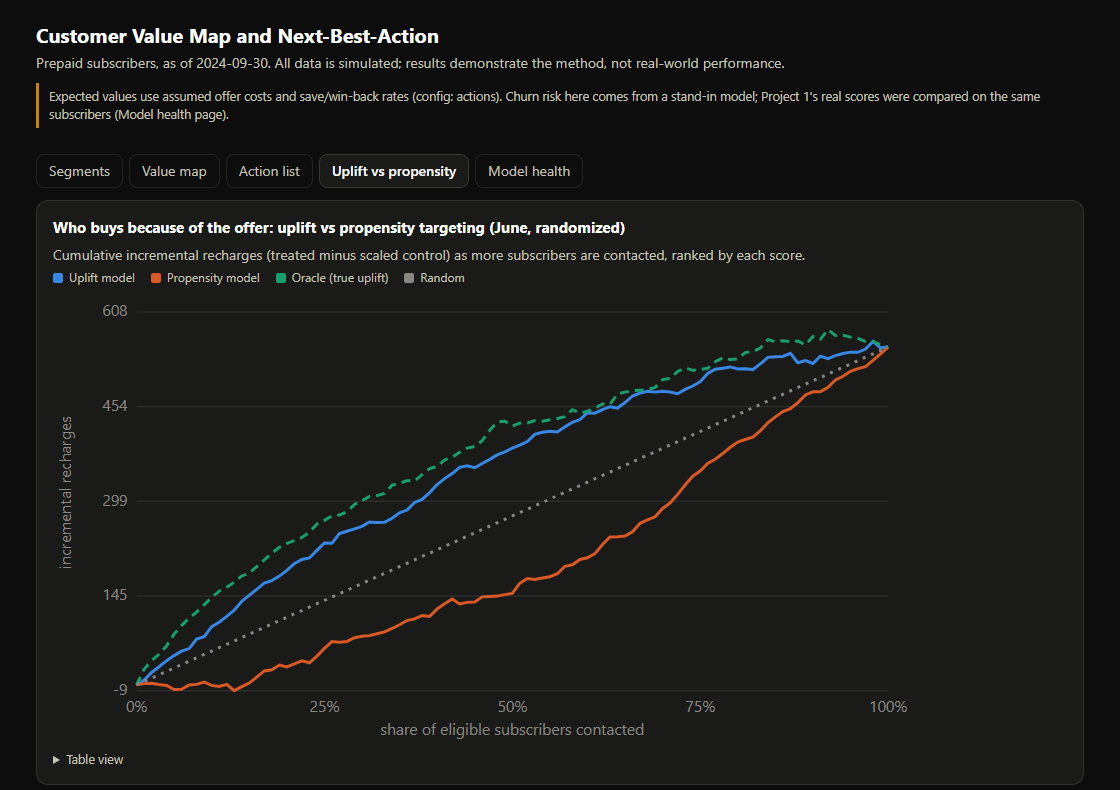 Customer Value Map and Next-Best-Action
Prepaid subscribers, as of 2024-09-30. All data is simulated; results demonstrate the method, not real-world performance.
Expected values use assumed offer costs and save/win-back rates (config: actions). Churn risk here comes from a stand-in model; Project 1's real scores were compared on the same
subscribers (Model health page).
Segments
Value map
Action list
Uplift vs propensity
Model health
Who buys because of the offer: uplift vs propensity targeting (June, randomized)
Cumulative incremental recharges (treated minus scaled control) as more subscribers are contacted, ranked by each score.
Uplift model
Propensity model
Oracle (true uplift)
Random
608
454
299
145
-9
incremental recharges
0%
25%
50%
75%
100%
share of eligible subscribers contacted
Table view